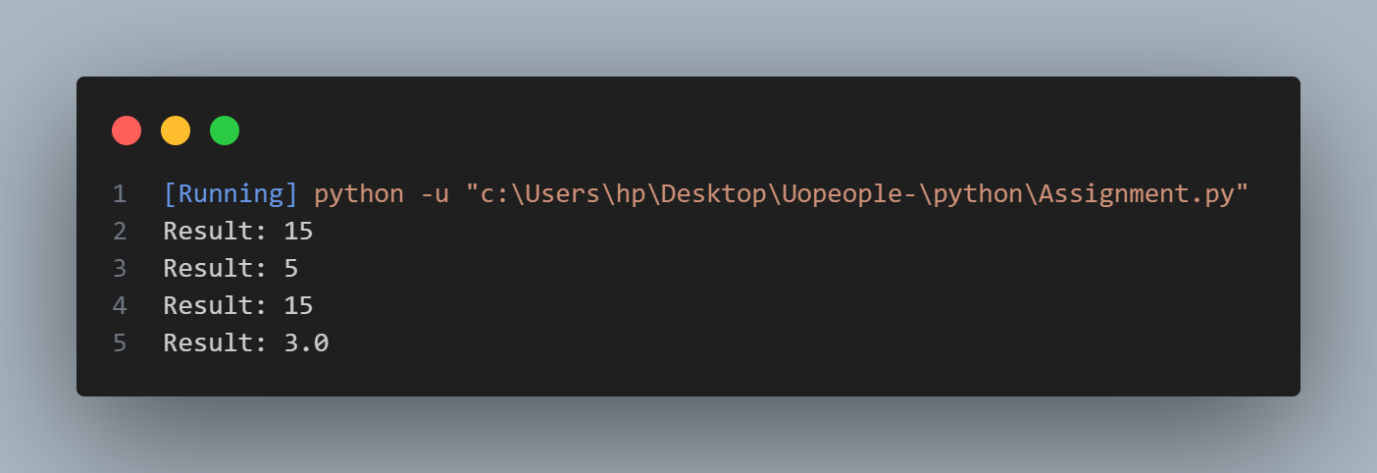 1 [Running] python -u "c:\Users\hp\Desktop\Uopeople-\python\Assignment.py"
2 Result: 15
3 Result: 5
4 Result: 15
5 Result: 3.0